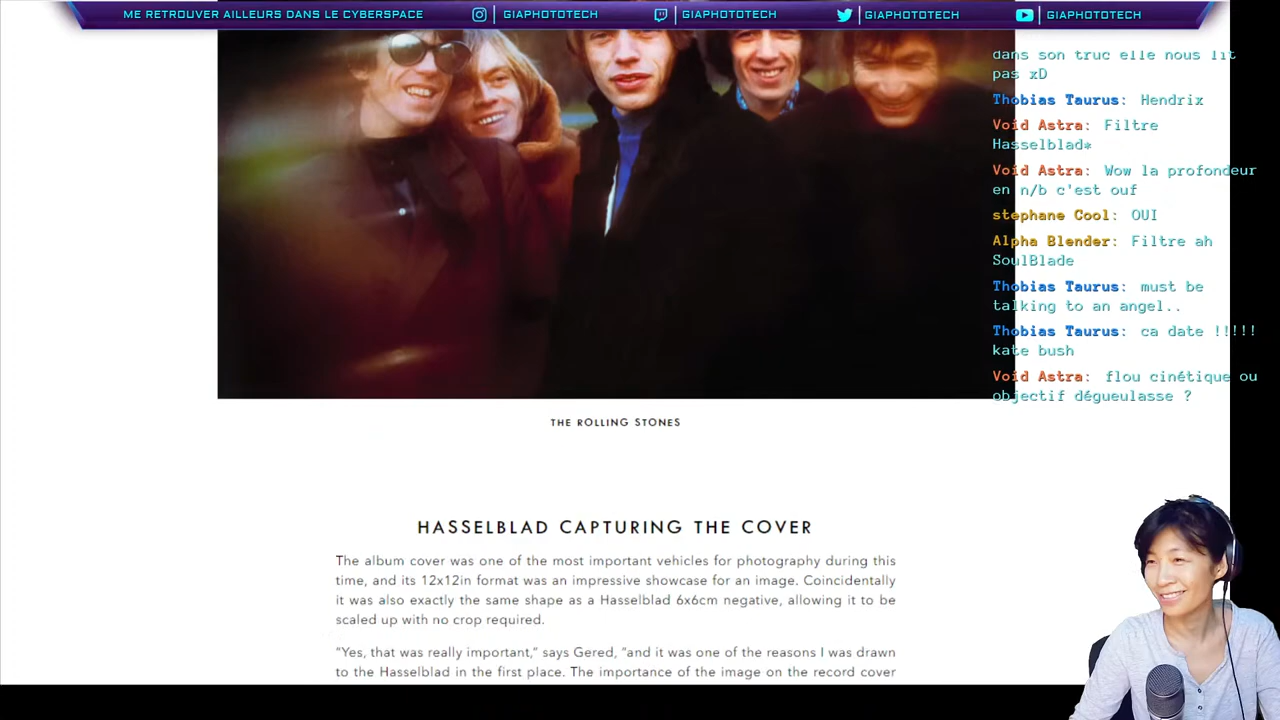 ME RETROUVER AILLEURS DANS LE CYBERSPACE GIAPHOTOTECH GIAPHOTOTECH GIAPHOTOTECH GIAPHOTOTECH
dans son truc elle nous lit
pas xD
Thobias Taurus: Hendrix
Void Astra: Filtre
Hasselblad*
Void Astra: Wow la profondeur
en n/b c'est ouf
stephane Cool: OUI
Alpha Blender: Filtre ah
SoulBlade
Thobias Taurus: must be
talking to an angel..
Thobias Taurus: ca date !!!!!
kate bush
Void Astra: flou cinétique ou
objectif dégueulasse ?
THE ROLLING STONES
HASSELBLAD CAPTURING THE COVER
The album cover was one of the most important vehicles for photography during this
time, and its 12x12in format was an impressive showcase for an image. Coincidentally
it was also exactly the same shape as a Hasselblad 6x6cm negative, allowing it to be
scaled up with no crop required.
“Yes, that was really important,” says Gered, “and it was one of the reasons I was drawn
to the Hasselblad in the first place. The importance of the image on the record cover